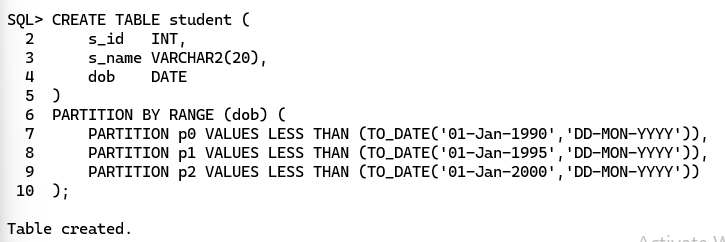 SQL> CREATE TABLE student (
  2      s_id   INT,
  3      s_name VARCHAR2(20),
  4      dob    DATE
  5  )
  6  PARTITION BY RANGE (dob) (
  7      PARTITION p0 VALUES LESS THAN (TO_DATE('01-Jan-1990','DD-MON-YYYY')),
  8      PARTITION p1 VALUES LESS THAN (TO_DATE('01-Jan-1995','DD-MON-YYYY')),
  9      PARTITION p2 VALUES LESS THAN (TO_DATE('01-Jan-2000','DD-MON-YYYY'))
 10  );
Table created.